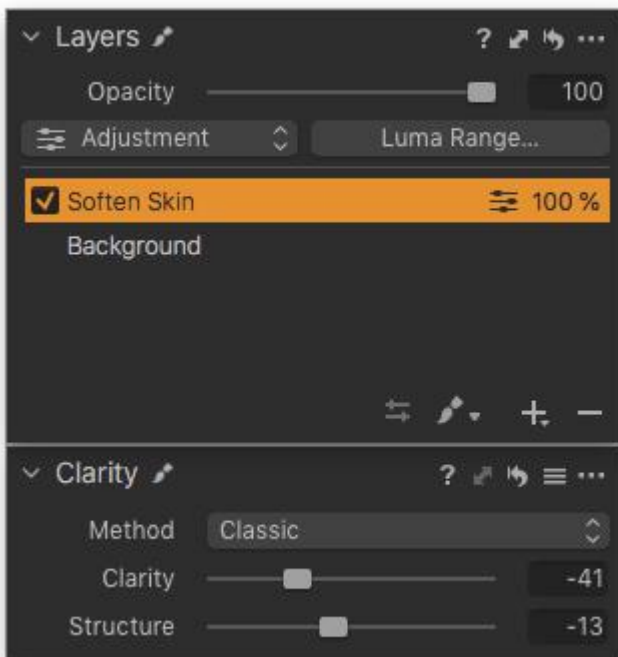 Layers ? ...
Opacity 100
Adjustment Luma Range...
Soften Skin 100 %
Background
Clarity ? ...
Method Classic
Clarity -41
Structure -13